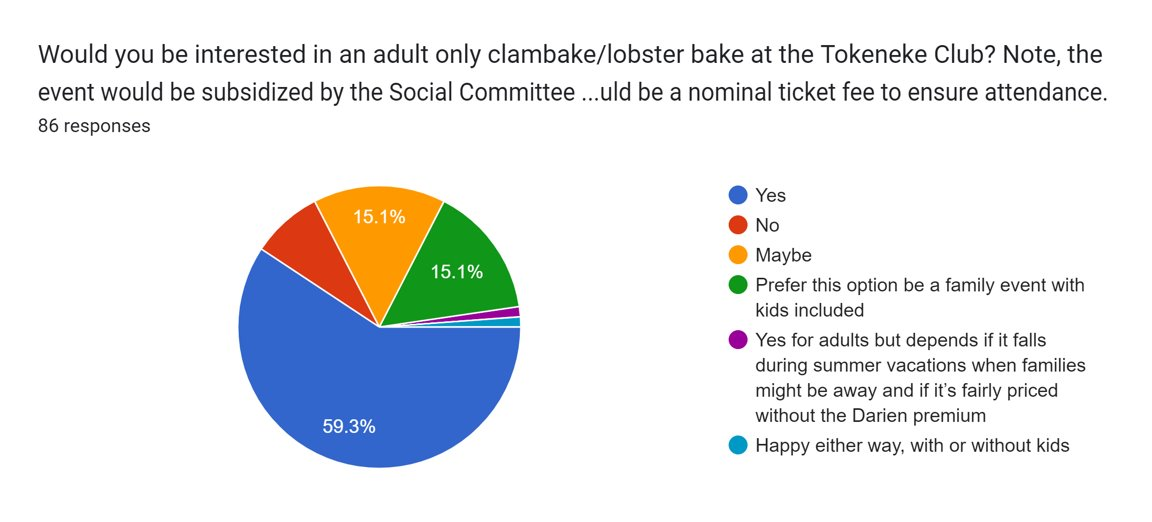 Would you be interested in an adult only clambake/lobster bake at the Tokeneke Club? Note, the
event would be subsidized by the Social Committee ...uld be a nominal ticket fee to ensure attendance.
86 responses
15.1%
15.1%
59.3%
Yes
No
Maybe
Prefer this option be a family event with
kids included
Yes for adults but depends if it falls
during summer vacations when families
might be away and if it’s fairly priced
without the Darien premium
Happy either way, with or without kids